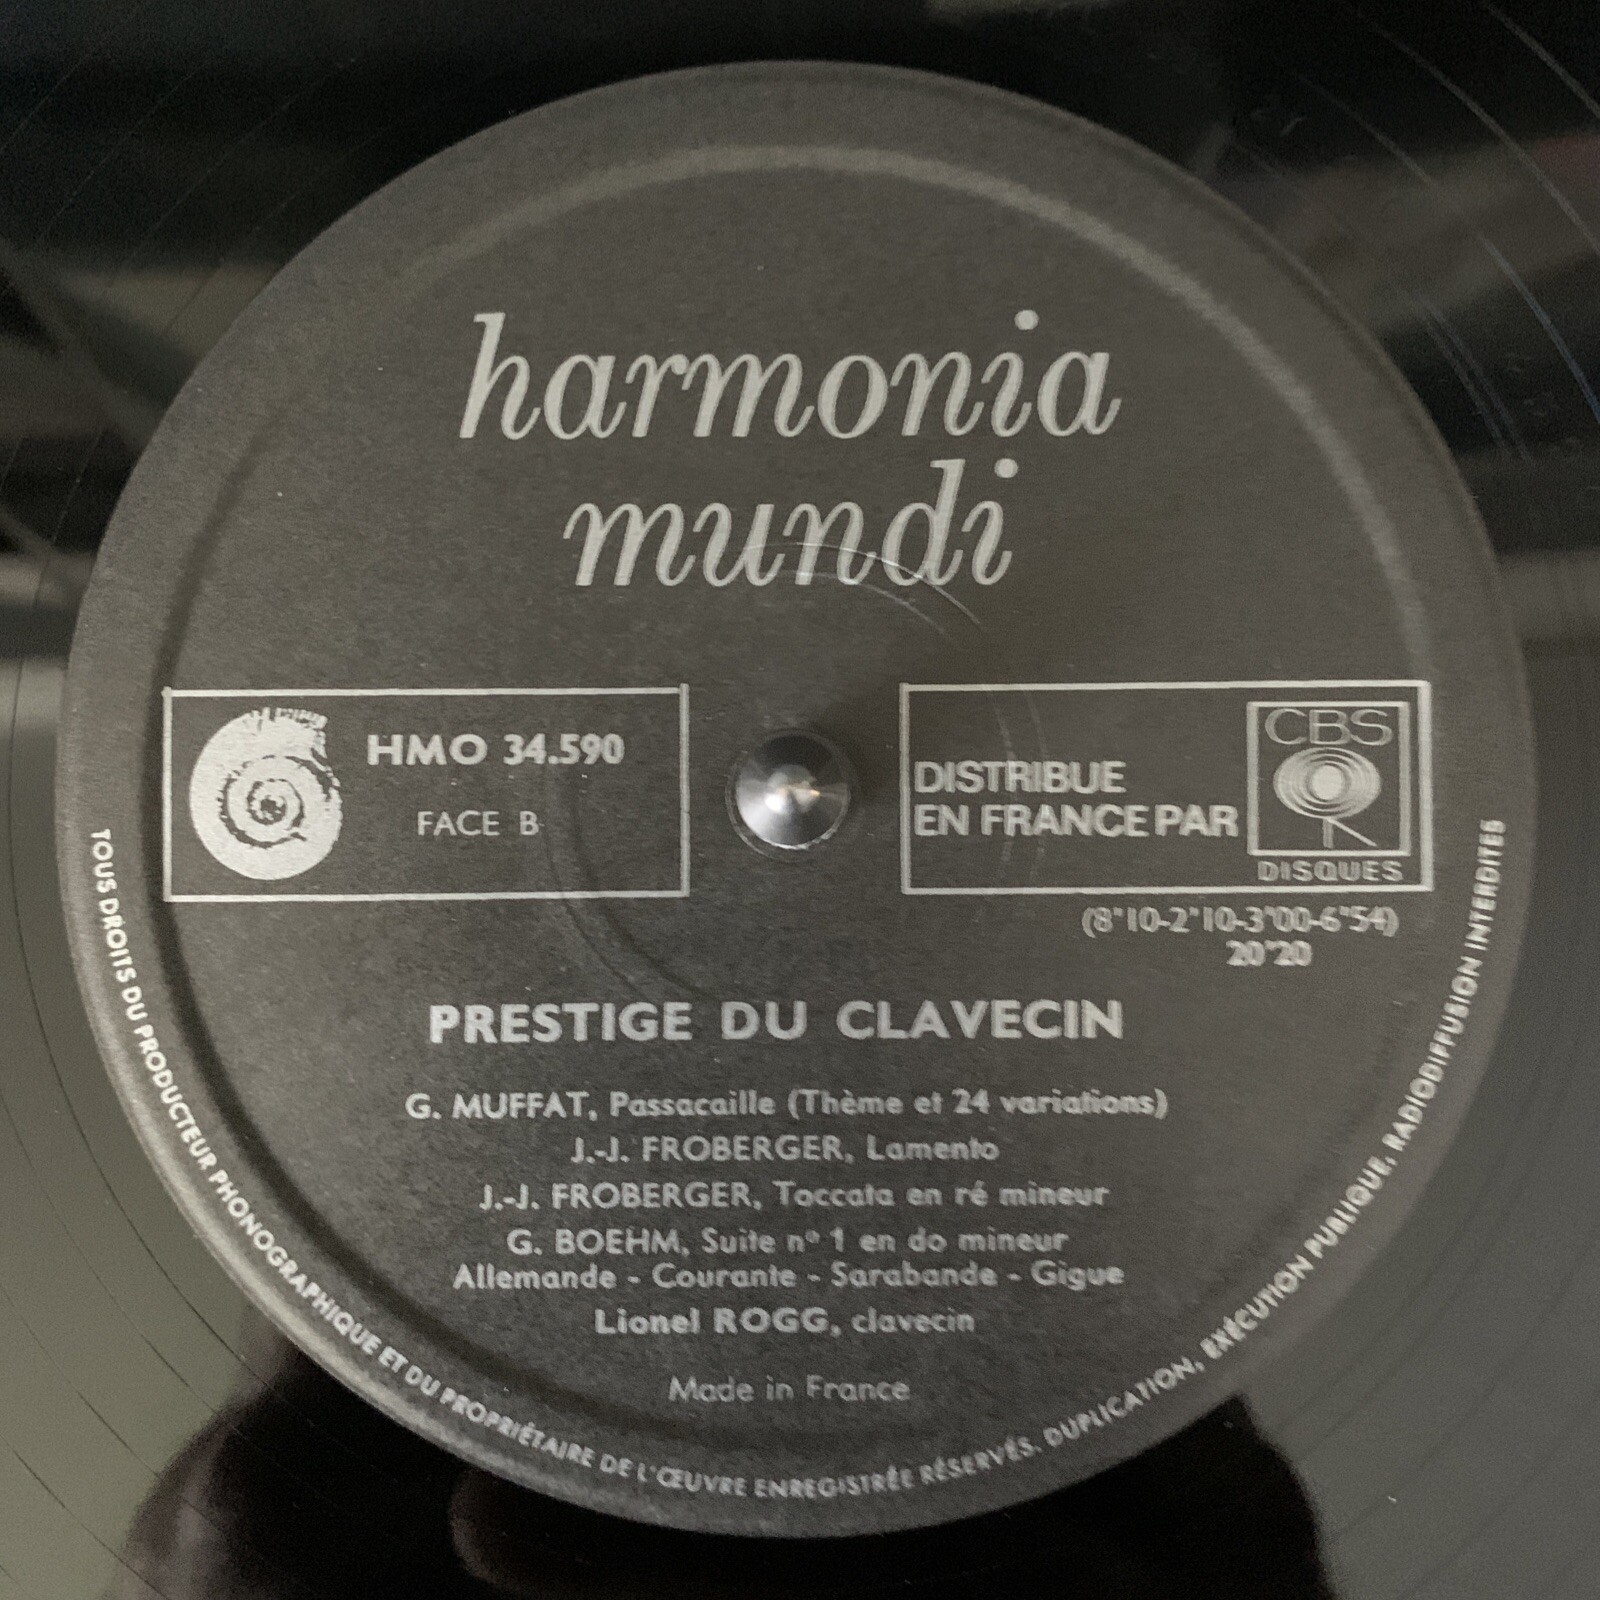 harmonia
mundi
HMO 34.590
FACE B
DISTRIBUE
EN FRANCE PAR
CBS
DISQUES
(8'10-2'10-3'00-6'54)
20'20
PRESTIGE DU CLAVECIN
G. MUFFAT, Passacaille (Thème et 24 variations)
J.-J. FROBERGER, Lamento
J.-J. FROBERGER, Toccata en ré mineur
G. BOEHM, Suite nº 1 en do mineur
Allemande - Courante - Sarabande - Gigue
Lionel ROGG, clavecin
Made in France
TOUS DROITS DU PRODUCTEUR PHONOGRAPHIQUE ET DU PROPRIÉTAIRE DE L'ŒUVRE ENREGISTRÉE RÉSERVÉS. DUPLICATION, EXÉCUTION PUBLIQUE, RADIODIFFUSION INTERDITES